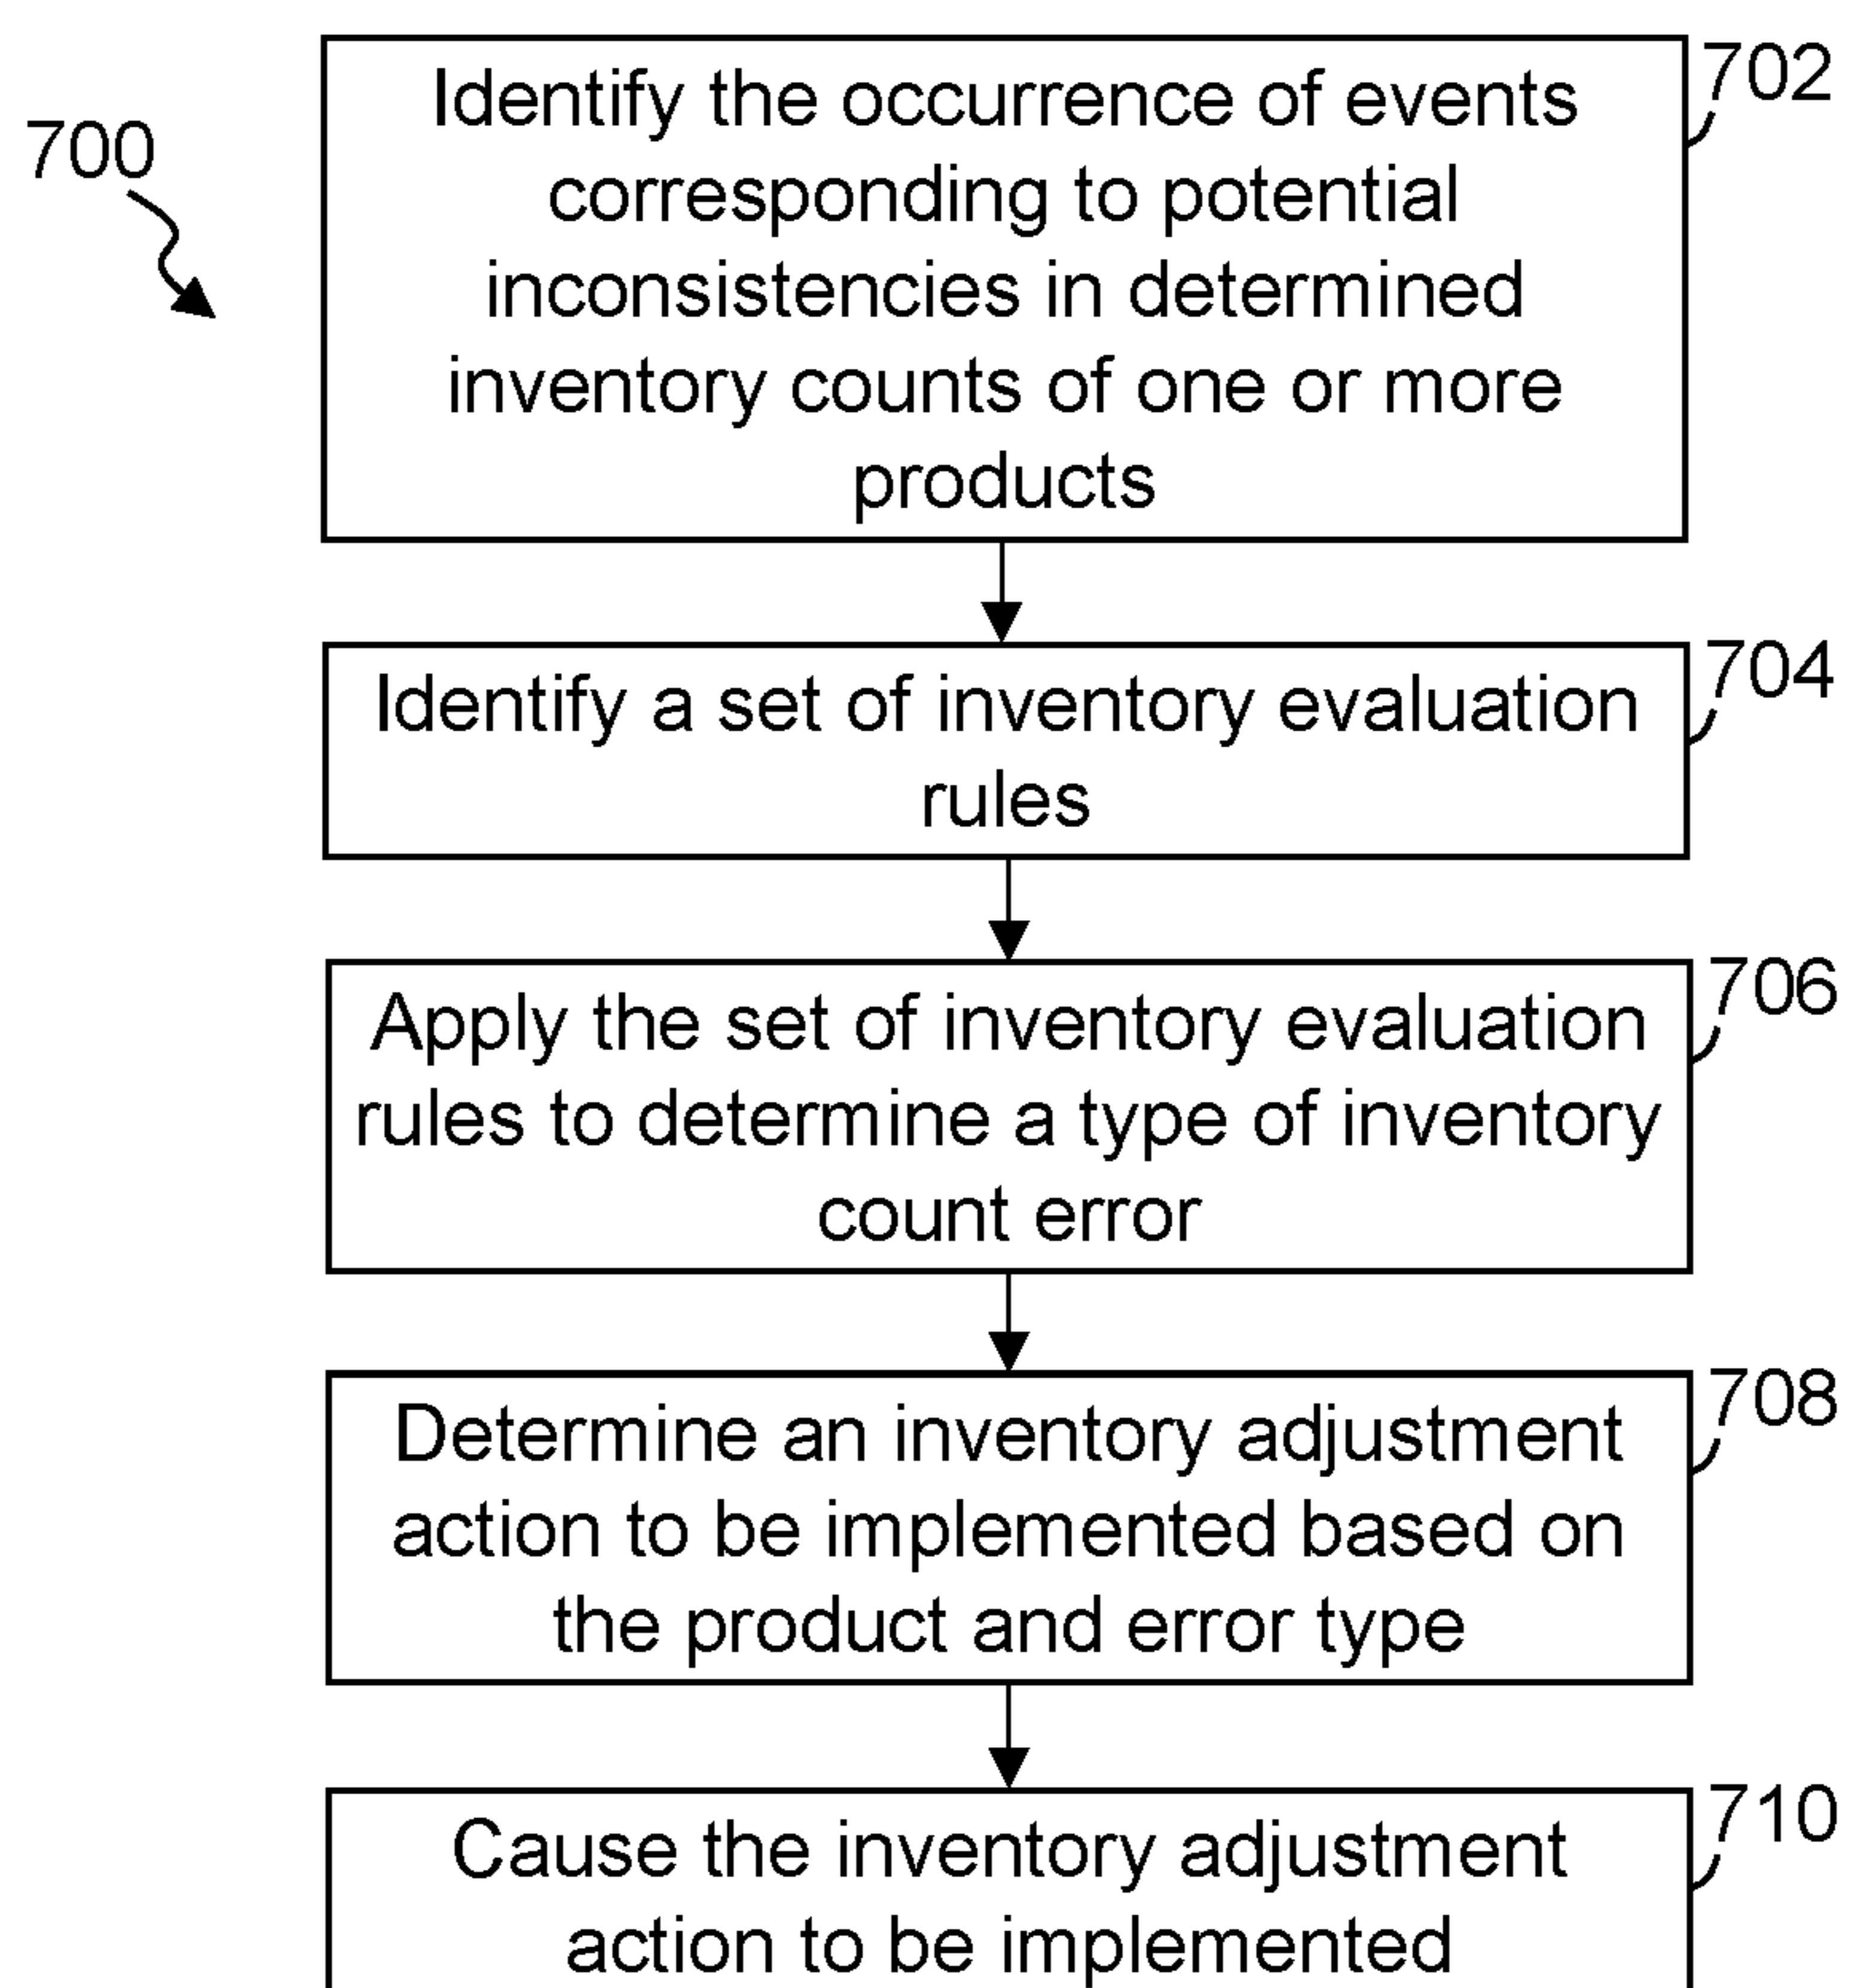 700
Identify the occurrence of events
corresponding to potential
inconsistencies in determined
inventory counts of one or more
products
702
Identify a set of inventory evaluation
rules
704
Apply the set of inventory evaluation
rules to determine a type of inventory
count error
706
Determine an inventory adjustment
action to be implemented based on
the product and error type
708
Cause the inventory adjustment
action to be implemented
710